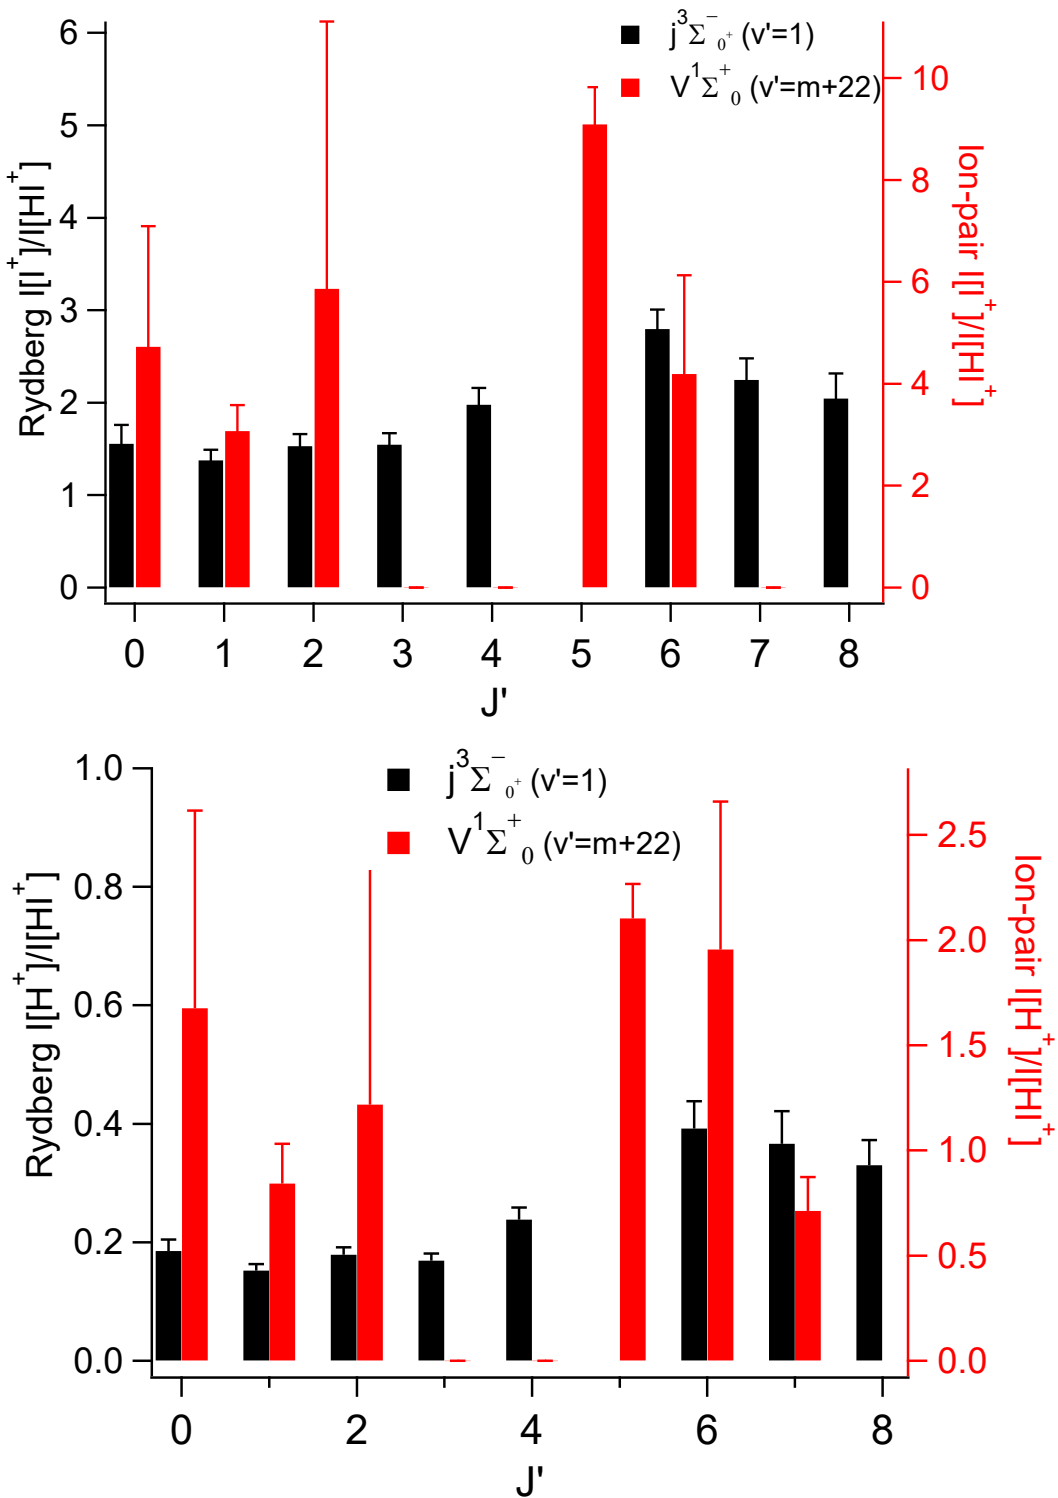 j³Σ⁻₀⁺ (v'=1)
V¹Σ⁺₀ (v'=m+22)
Rydberg I[I⁺]/I[HI⁺]
6
5
4
3
2
1
0
10
8
6
4
2
0
Ion-pair I[I⁺]/I[HI⁺]
0 1 2 3 4 5 6 7 8
J'
j³Σ⁻₀⁺ (v'=1)
V¹Σ⁺₀ (v'=m+22)
Rydberg I[H⁺]/I[HI⁺]
1.0
0.8
0.6
0.4
0.2
0.0
2.5
2.0
1.5
1.0
0.5
0.0
Ion-pair I[H⁺]/I[HI⁺]
0 2 4 6 8
J'